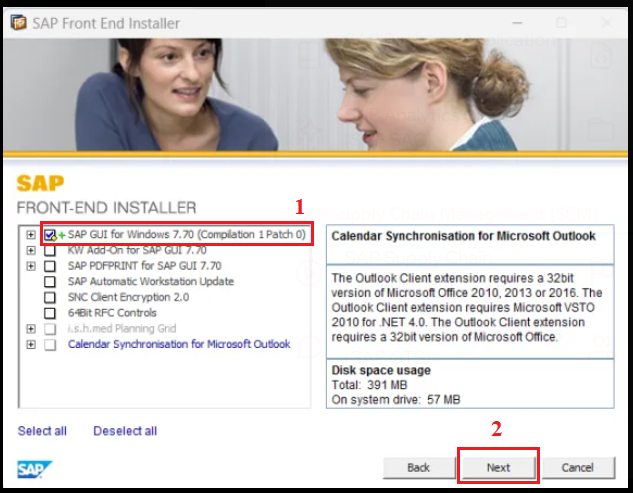 SAP Front End Installer
SAP
FRONT-END INSTALLER
1
SAP GUI for Windows 7.70 (Compilation 1 Patch 0)
KW Add-On for SAP GUI 7.70
SAP PDFPRINT for SAP GUI 7.70
SAP Automatic Workstation Update
SNC Client Encryption 2.0
64Bit RFC Controls
i.s.h.med Planning Grid
Calendar Synchronisation for Microsoft Outlook
Calendar Synchronisation for Microsoft Outlook
The Outlook Client extension requires a 32bit
version of Microsoft Office 2010, 2013 or 2016. The
Outlook Client extension requires Microsoft VSTO
2010 for .NET 4.0. The Outlook Client extension
requires a 32bit version of Microsoft Office.
Disk space usage
Total: 391 MB
On system drive: 57 MB
Select all
Deselect all
2
SAP
Back
Next
Cancel